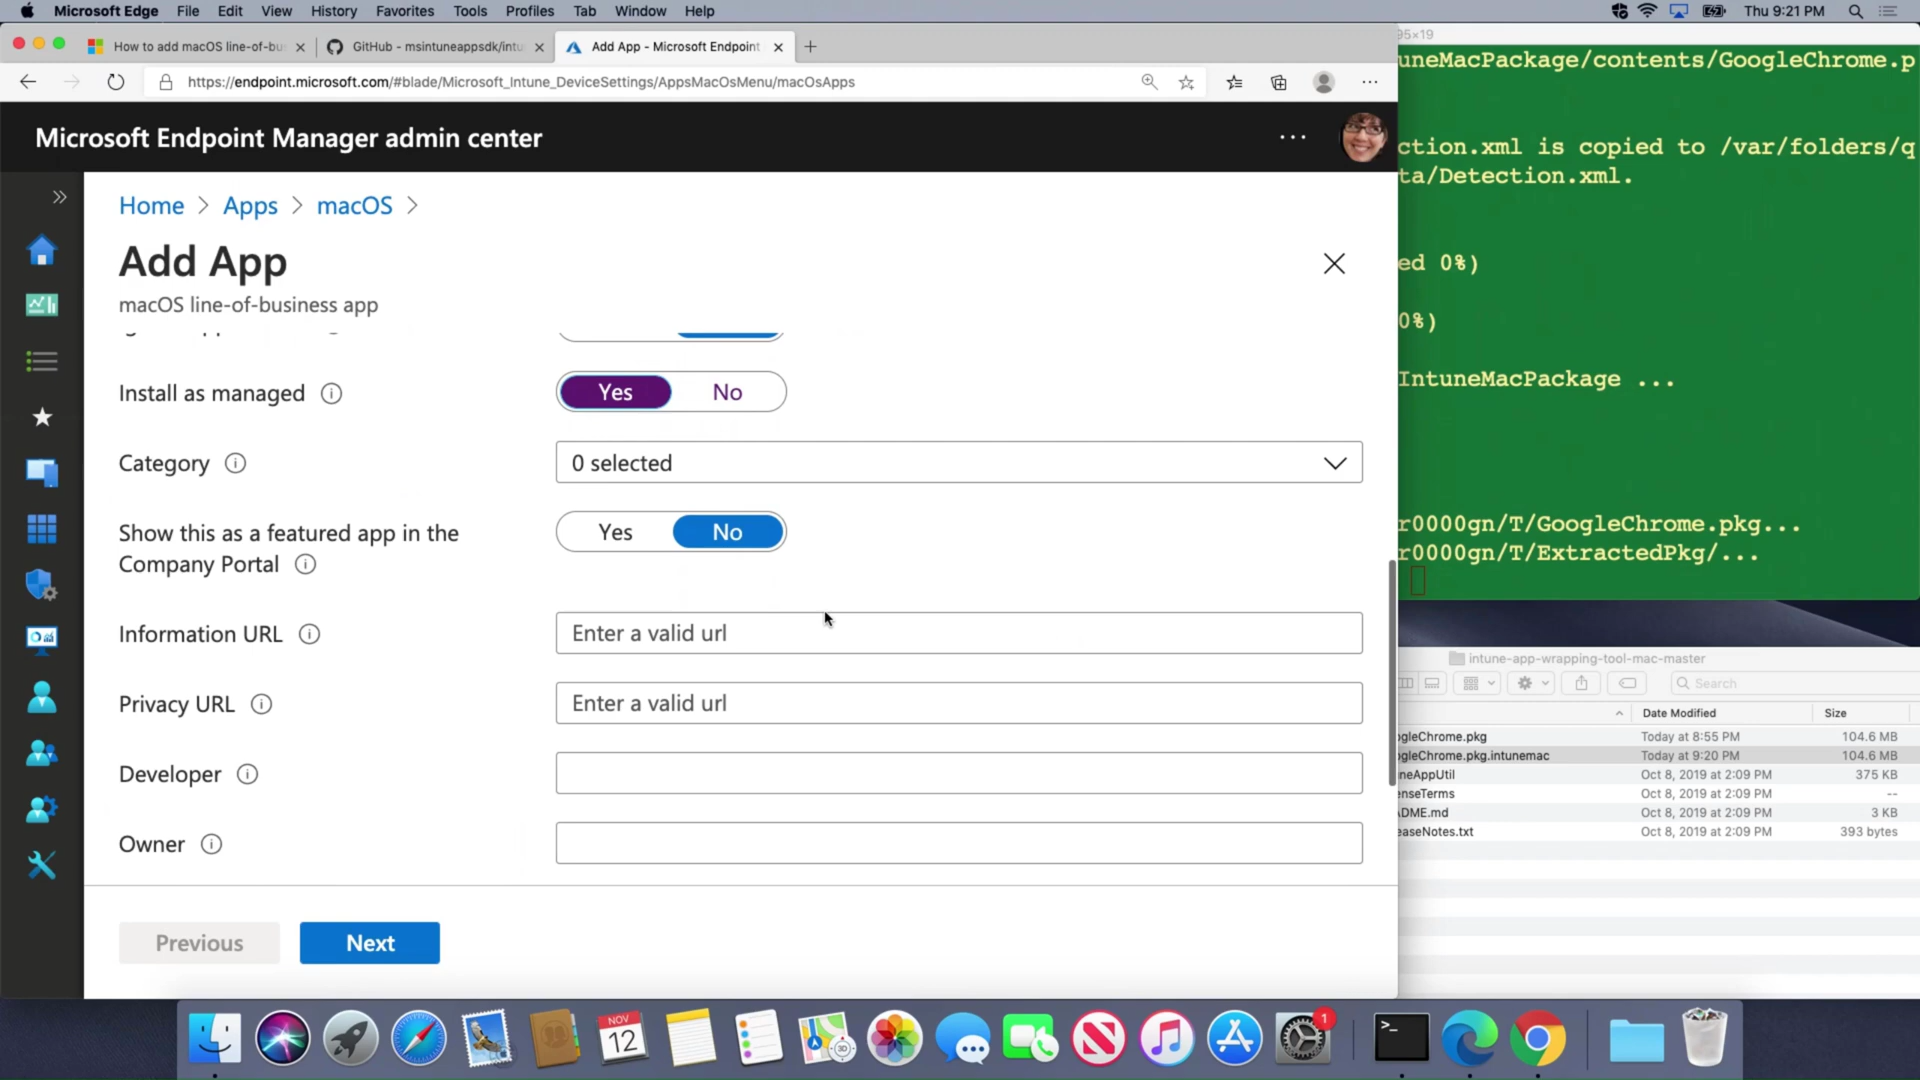 Microsoft Edge File Edit View History Favorites Tools Profiles Tab Window Help Thu 9:21 PM
How to add macOS line-of-bu
GitHub - msintuneappsdk/intu
Add App - Microsoft Endpoint
https://endpoint.microsoft.com/#blade/Microsoft_Intune_DeviceSettings/AppsMacOsMenu/macOsApps
Microsoft Endpoint Manager admin center
Home > Apps > macOS >
Add App
macOS line-of-business app
Install as managed Yes No
Category 0 selected
Show this as a featured app in the Yes No
Company Portal
Information URL Enter a valid url
Privacy URL Enter a valid url
Developer
Owner
Previous Next
95×19
uneMacPackage/contents/GoogleChrome.p
ction.xml is copied to /var/folders/q
ta/Detection.xml.
ed 0%)
0%)
IntuneMacPackage ...
r0000gn/T/GoogleChrome.pkg...
r0000gn/T/ExtractedPkg/...
intune-app-wrapping-tool-mac-master
Search
Date Modified Size
ogleChrome.pkg Today at 8:55 PM 104.6 MB
ogleChrome.pkg.intunemac Today at 9:20 PM 104.6 MB
neAppUtil Oct 8, 2019 at 2:09 PM 375 KB
enseTerms Oct 8, 2019 at 2:09 PM --
DME.md Oct 8, 2019 at 2:09 PM 3 KB
easeNotes.txt Oct 8, 2019 at 2:09 PM 393 bytes
NOV
12
3D
1
>_